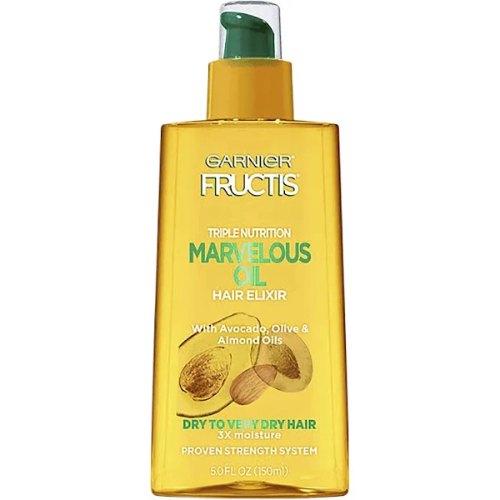 GARNIER
FRUCTIS
TRIPLE NUTRITION
MARVELOUS
OIL
HAIR ELIXIR
With Avocado, Olive &
Almond Oils
DRY TO VERY DRY HAIR
3X moisture
PROVEN STRENGTH SYSTEM
5.0 FL OZ (150ml)